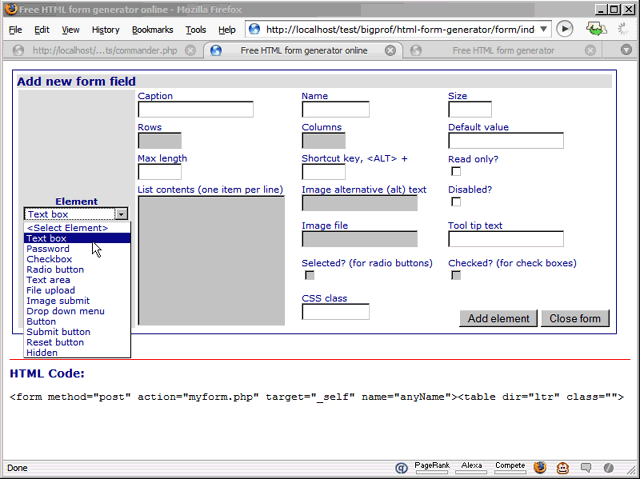 Free HTML form generator online - Mozilla Firefox
File Edit View History Bookmarks Tools Help http://localhost/test/bigprof/html-form-generator/form/ind
http://localhost/...ts/commander.php Free HTML form generator online Free HTML form generator
Add new form field
Caption Name Size
Rows Columns Default value
Max length Shortcut key, <ALT> + Read only?
List contents (one item per line) Image alternative (alt) text Disabled?
Element
Text box
<Select Element>
Text box
Password
Checkbox
Radio button
Text area
File upload
Image submit
Drop down menu
Button
Submit button
Reset button
Hidden
Image file Tool tip text
Selected? (for radio buttons) Checked? (for check boxes)
CSS class
Add element Close form
HTML Code:
<form method="post" action="myform.php" target="_self" name="anyName"><table dir="ltr" class="">
Done PageRank Alexa Compete